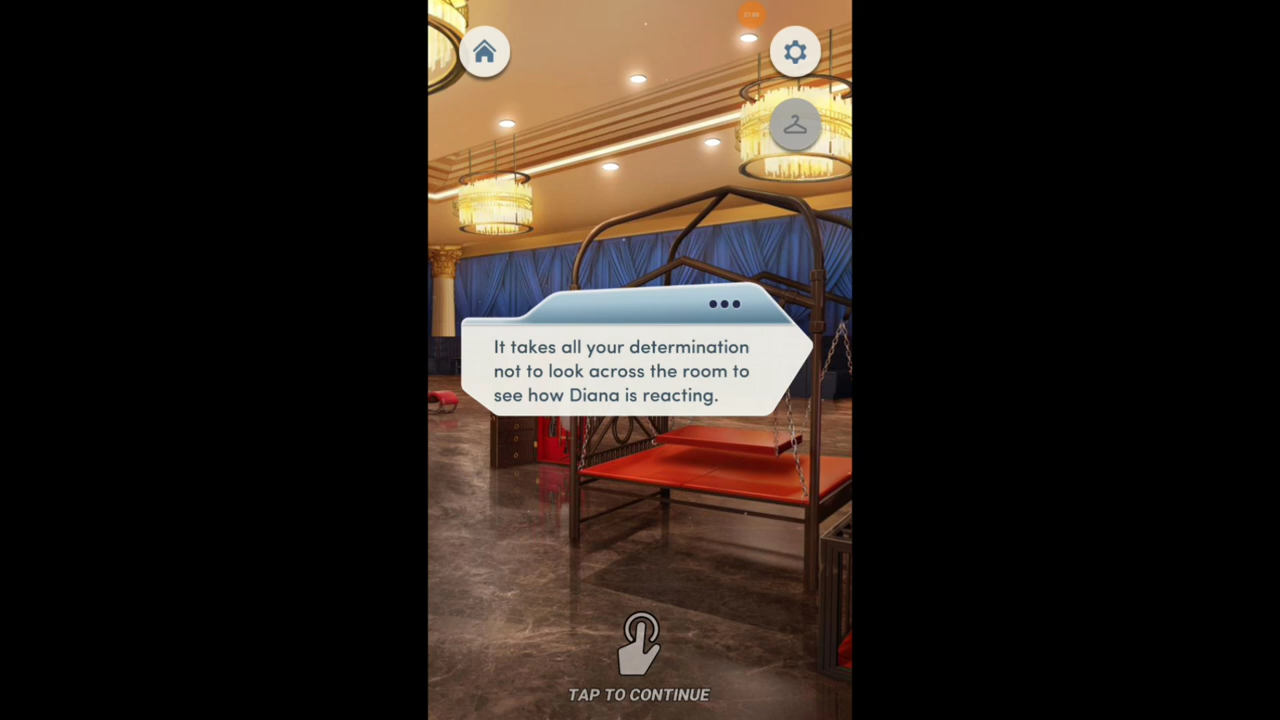 It takes all your determination
not to look across the room to
see how Diana is reacting.
TAP TO CONTINUE